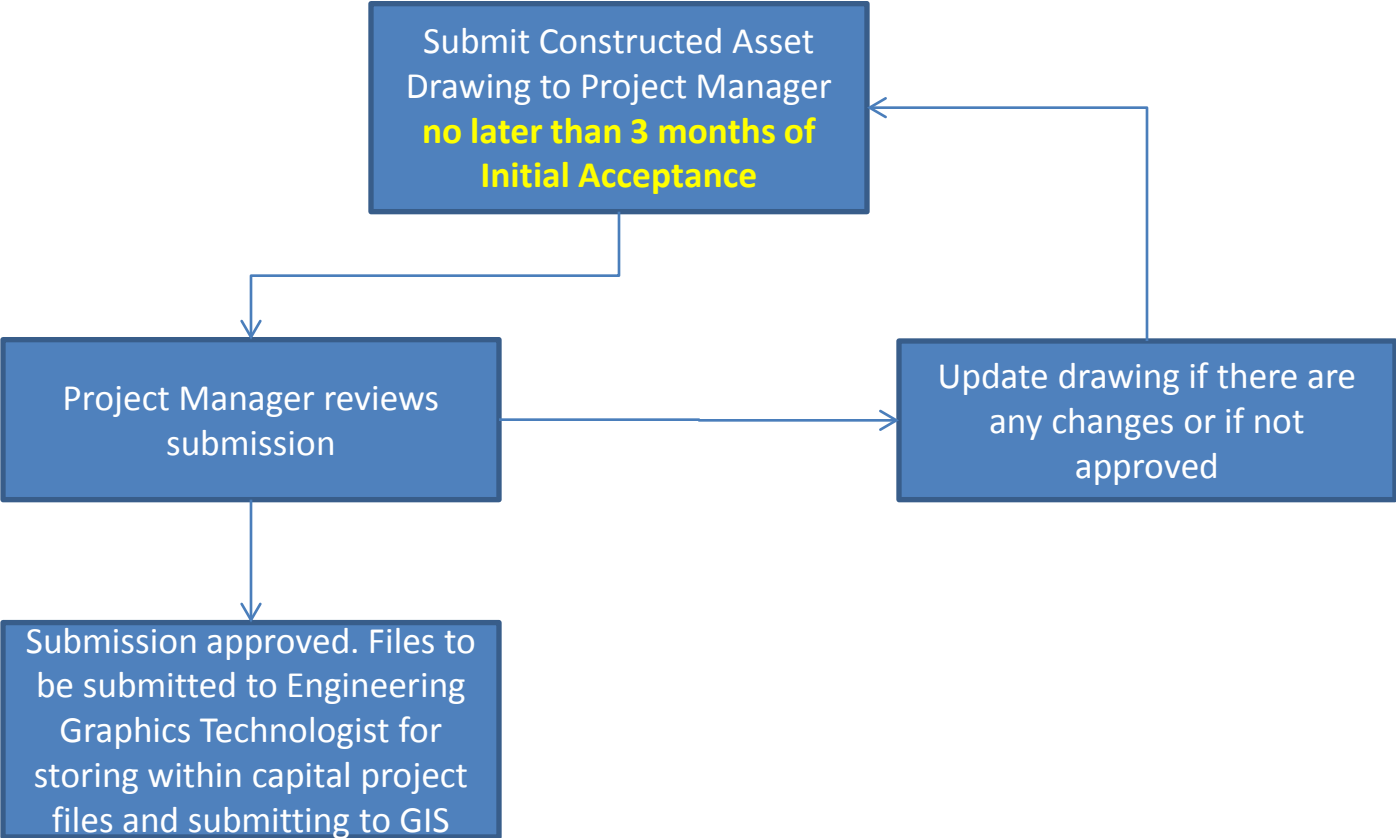 Submit Constructed Asset
Drawing to Project Manager
no later than 3 months of
Initial Acceptance
Project Manager reviews
submission
Update drawing if there are
any changes or if not
approved
Submission approved. Files to
be submitted to Engineering
Graphics Technologist for
storing within capital project
files and submitting to GIS